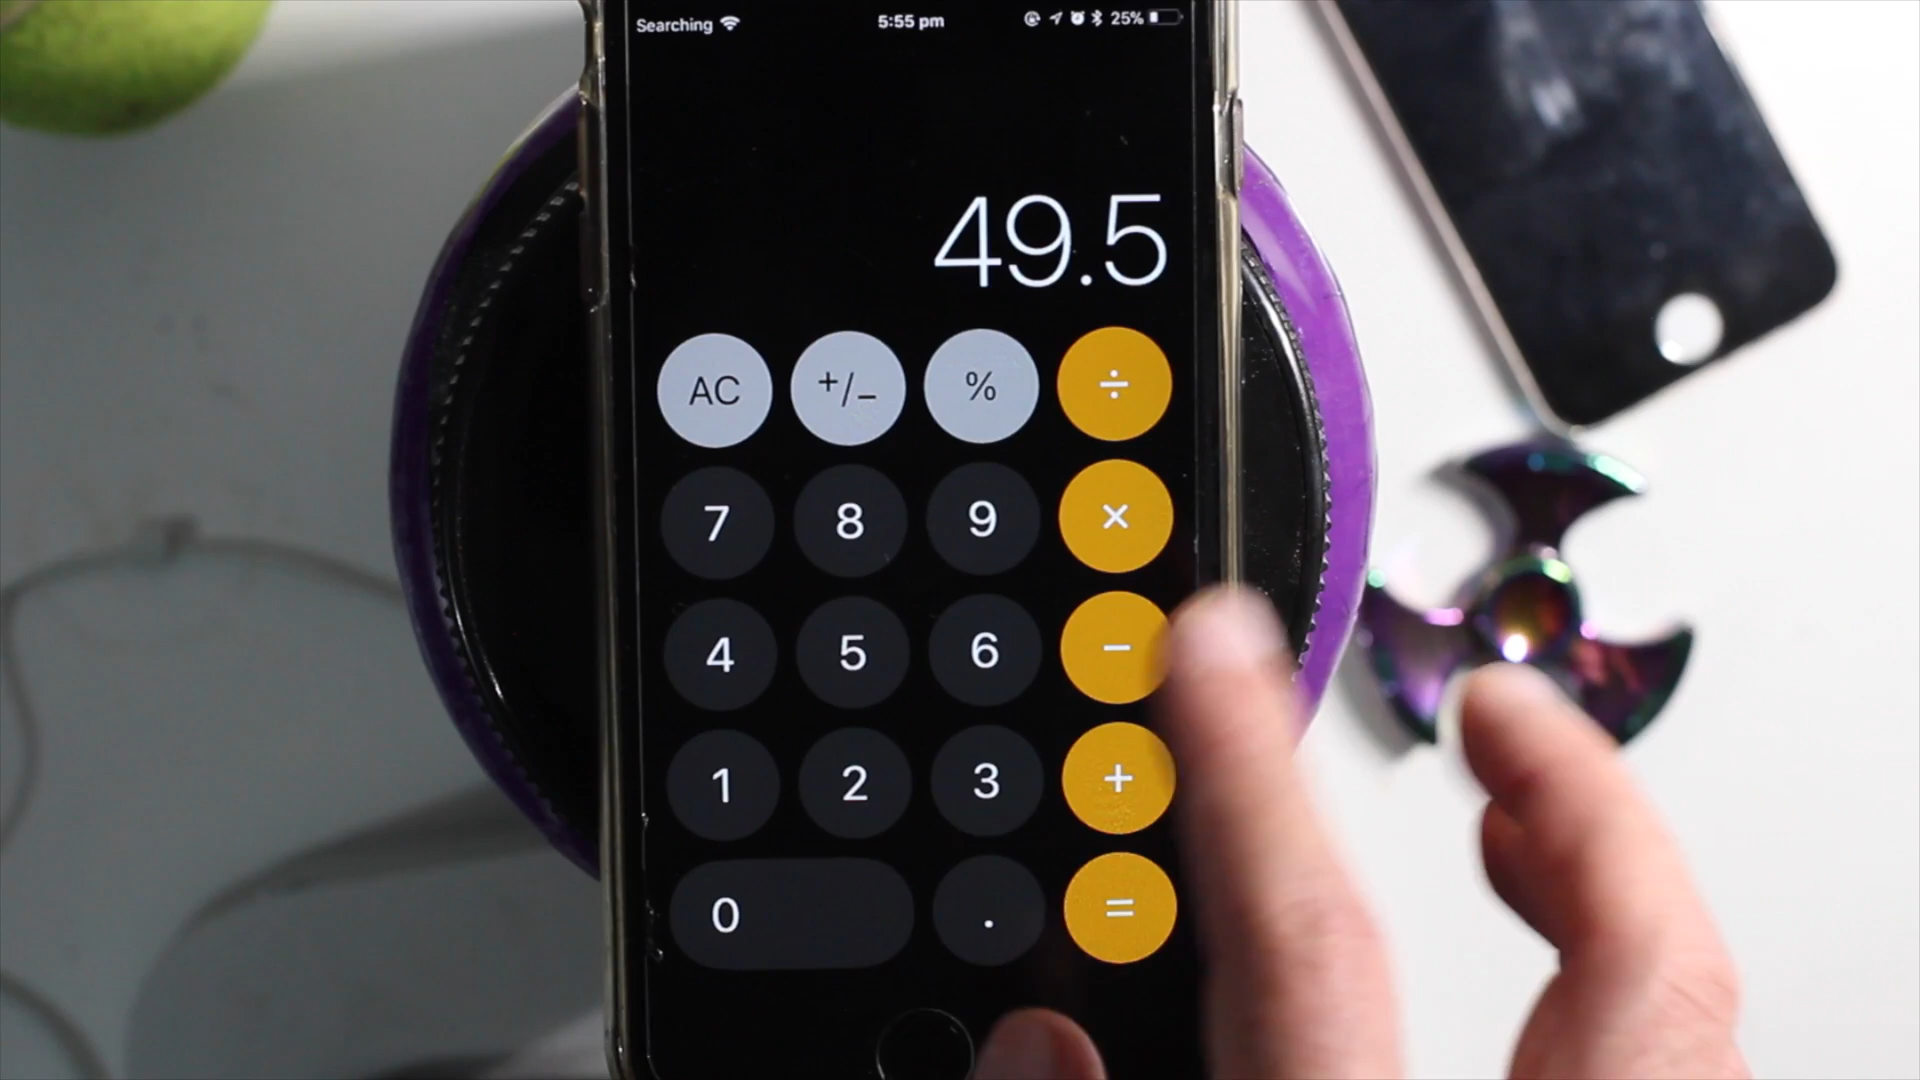 Searching 5:55 pm 25%
49.5
AC +/− % ÷
7 8 9 ×
4 5 6 −
1 2 3 +
0 . =